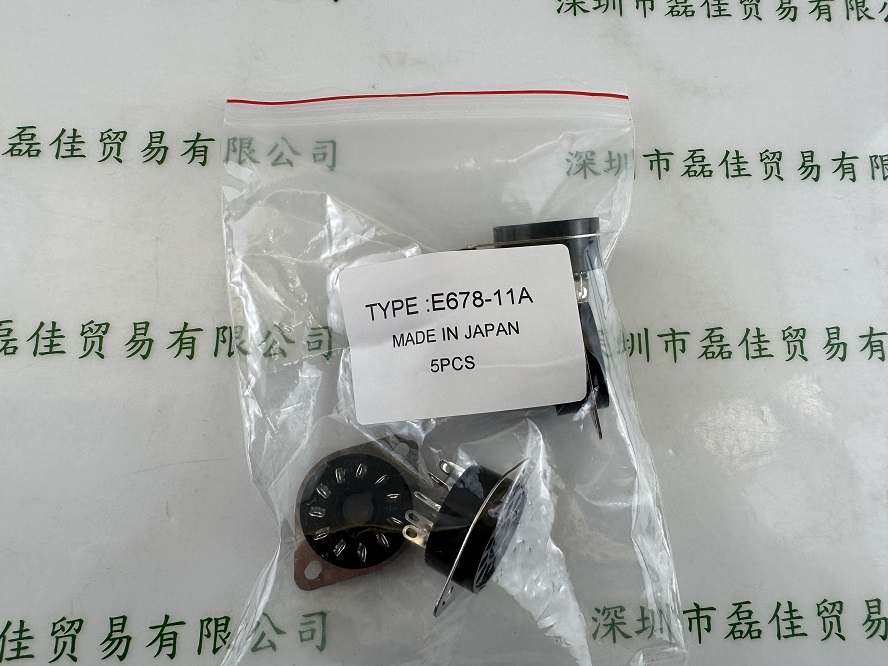 深圳市磊佳贸易有限公
磊佳贸易有限公司
深圳市磊佳贸易有限
TYPE :E678-11A
MADE IN JAPAN
5PCS
磊佳贸易有限公司
深圳市磊佳贸易有限
佳贸易有限公司
深圳市磊佳贸易有限